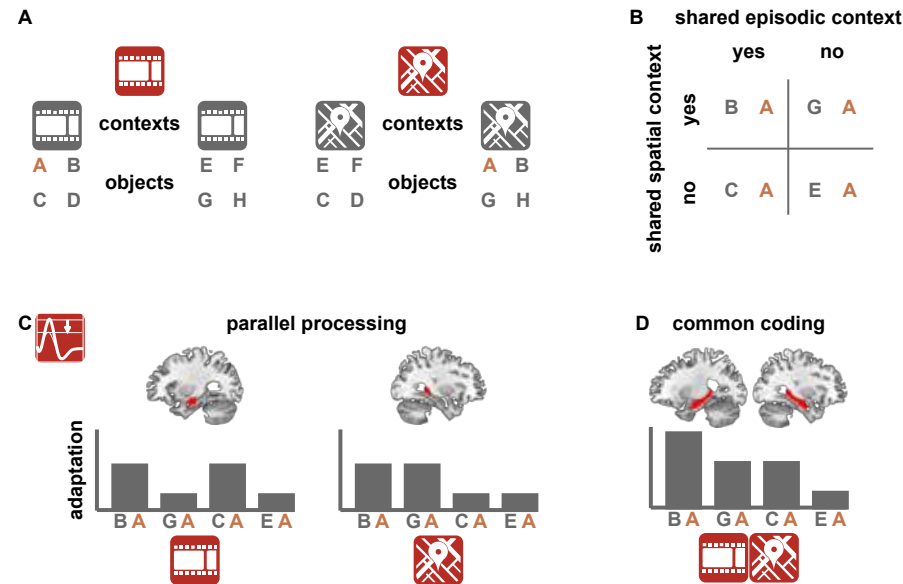 A
contexts
A B
C D
objects
E F
G H
contexts
E F
C D
objects
A B
G H
B
shared episodic context
yes
no
shared spatial context
yes
no
B A
G A
C A
E A
C
parallel processing
adaptation
B A G A C A E A
B A G A C A E A
D
common coding
B A G A C A E A